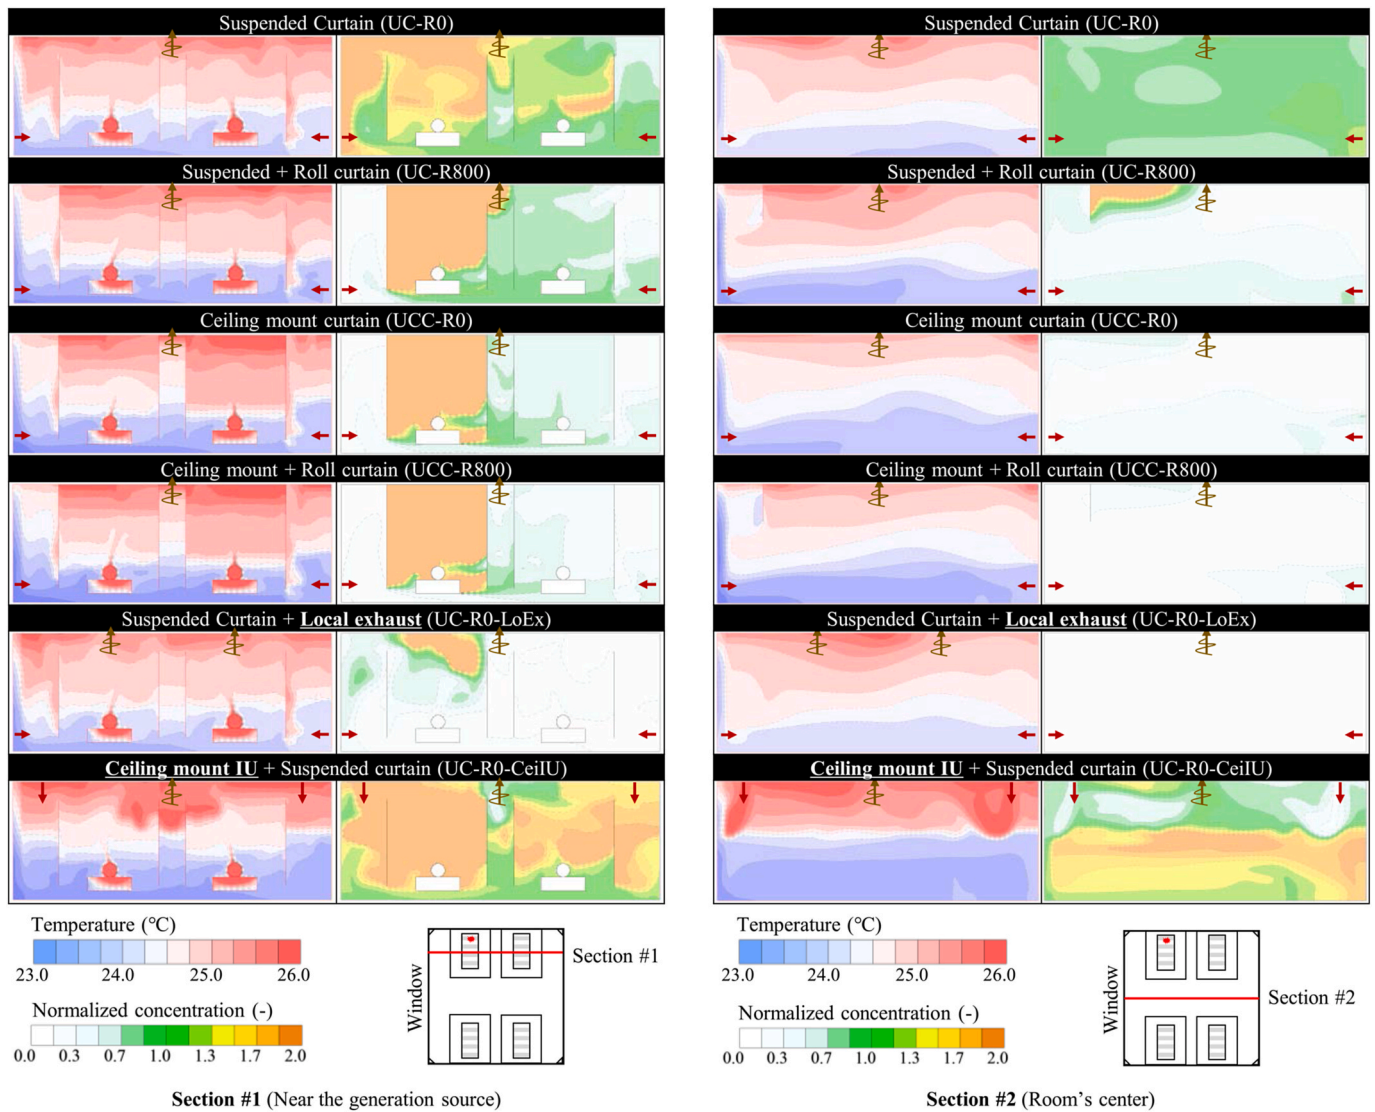 Suspended Curtain (UC-R0)
Suspended + Roll curtain (UC-R800)
Ceiling mount curtain (UCC-R0)
Ceiling mount + Roll curtain (UCC-R800)
Suspended Curtain + Local exhaust (UC-R0-LoEx)
Ceiling mount IU + Suspended curtain (UC-R0-CeiIU)
Temperature (℃)
23.0 24.0 25.0 26.0
Normalized concentration (-)
0.0 0.3 0.7 1.0 1.3 1.7 2.0
Window
Section #1
Section #1 (Near the generation source)
Suspended Curtain (UC-R0)
Suspended + Roll curtain (UC-R800)
Ceiling mount curtain (UCC-R0)
Ceiling mount + Roll curtain (UCC-R800)
Suspended Curtain + Local exhaust (UC-R0-LoEx)
Ceiling mount IU + Suspended curtain (UC-R0-CeiIU)
Temperature (℃)
23.0 24.0 25.0 26.0
Normalized concentration (-)
0.0 0.3 0.7 1.0 1.3 1.7 2.0
Window
Section #2
Section #2 (Room's center)